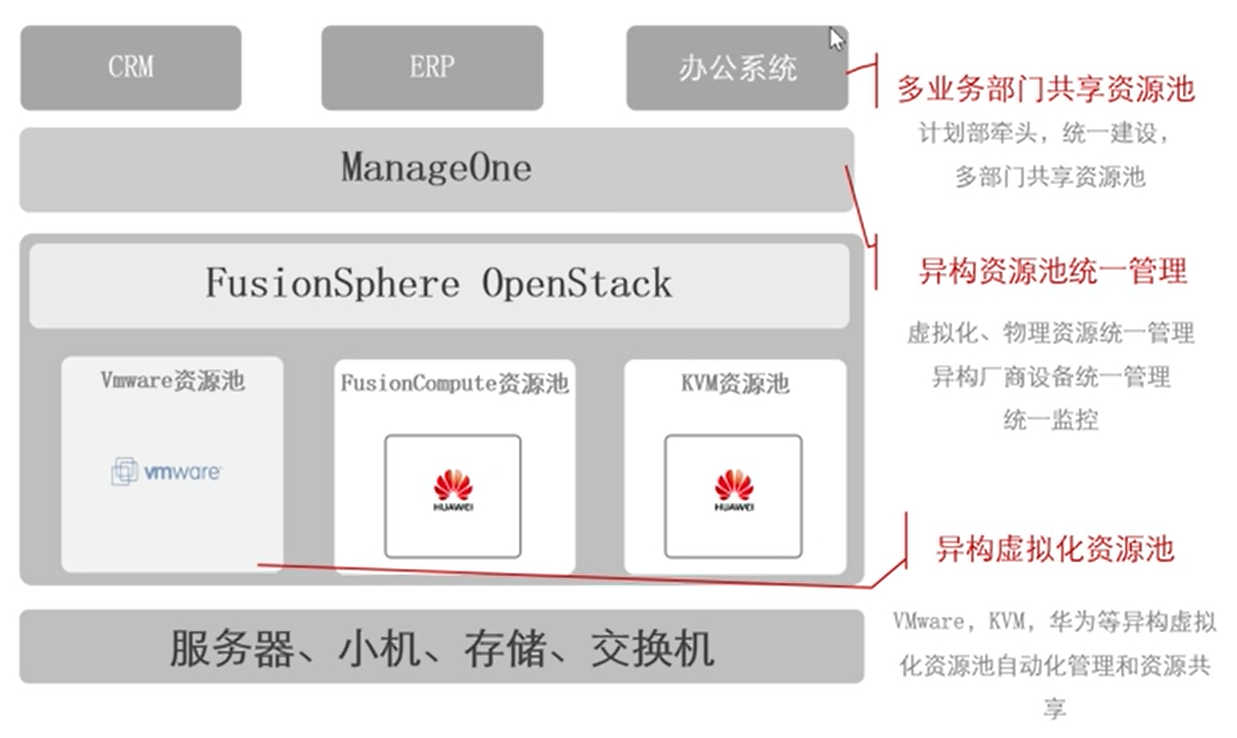 CRM
ERP
办公系统
多业务部门共享资源池
计划部牵头，统一建设，
多部门共享资源池
ManageOne
异构资源池统一管理
虚拟化、物理资源统一管理
异构厂商设备统一管理
统一监控
FusionSphere OpenStack
Vmware资源池
FusionCompute资源池
KVM资源池
vmware
HUAWEI
HUAWEI
异构虚拟化资源池
VMware，KVM，华为等异构虚拟
化资源池自动化管理和资源共
享
服务器、小机、存储、交换机